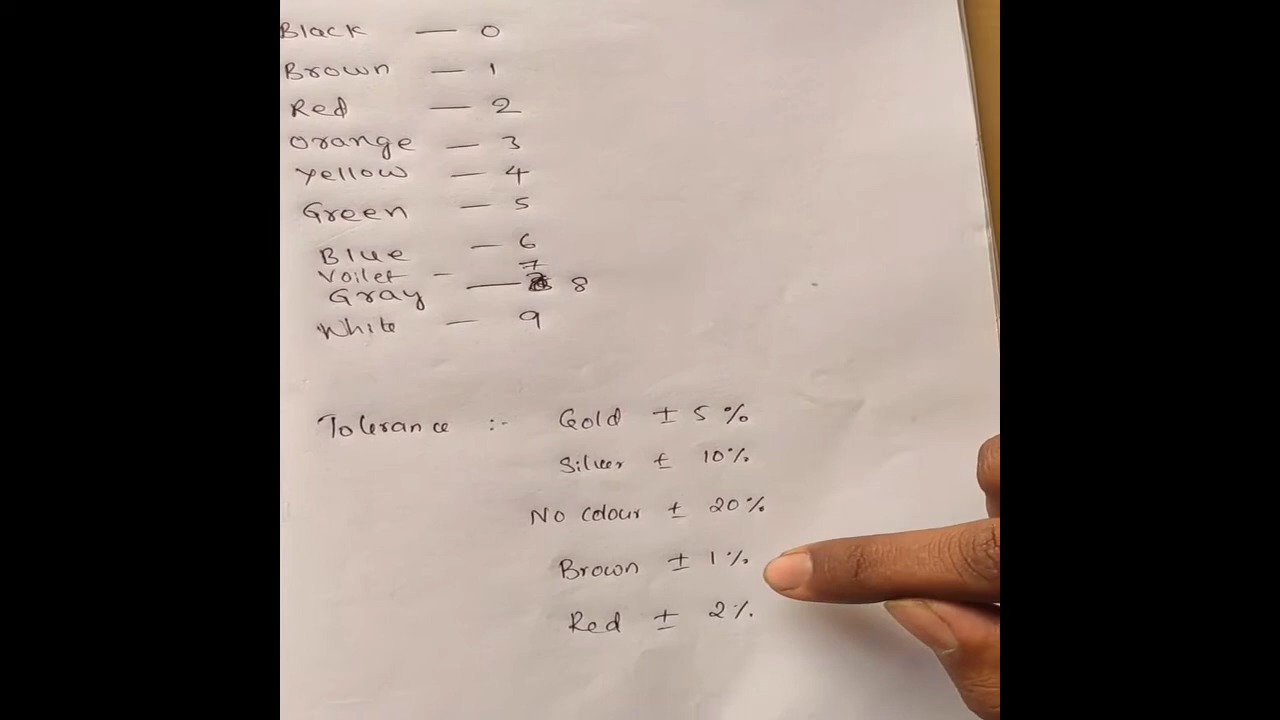 Black — 0
Brown — 1
Red — 2
Orange — 3
Yellow — 4
Green — 5
Blue — 6
Voilet - 7
Gray — 8
White — 9
Tolerance :- Gold ± 5%
Silver ± 10%
No colour ± 20%
Brown ± 1%
Red ± 2%